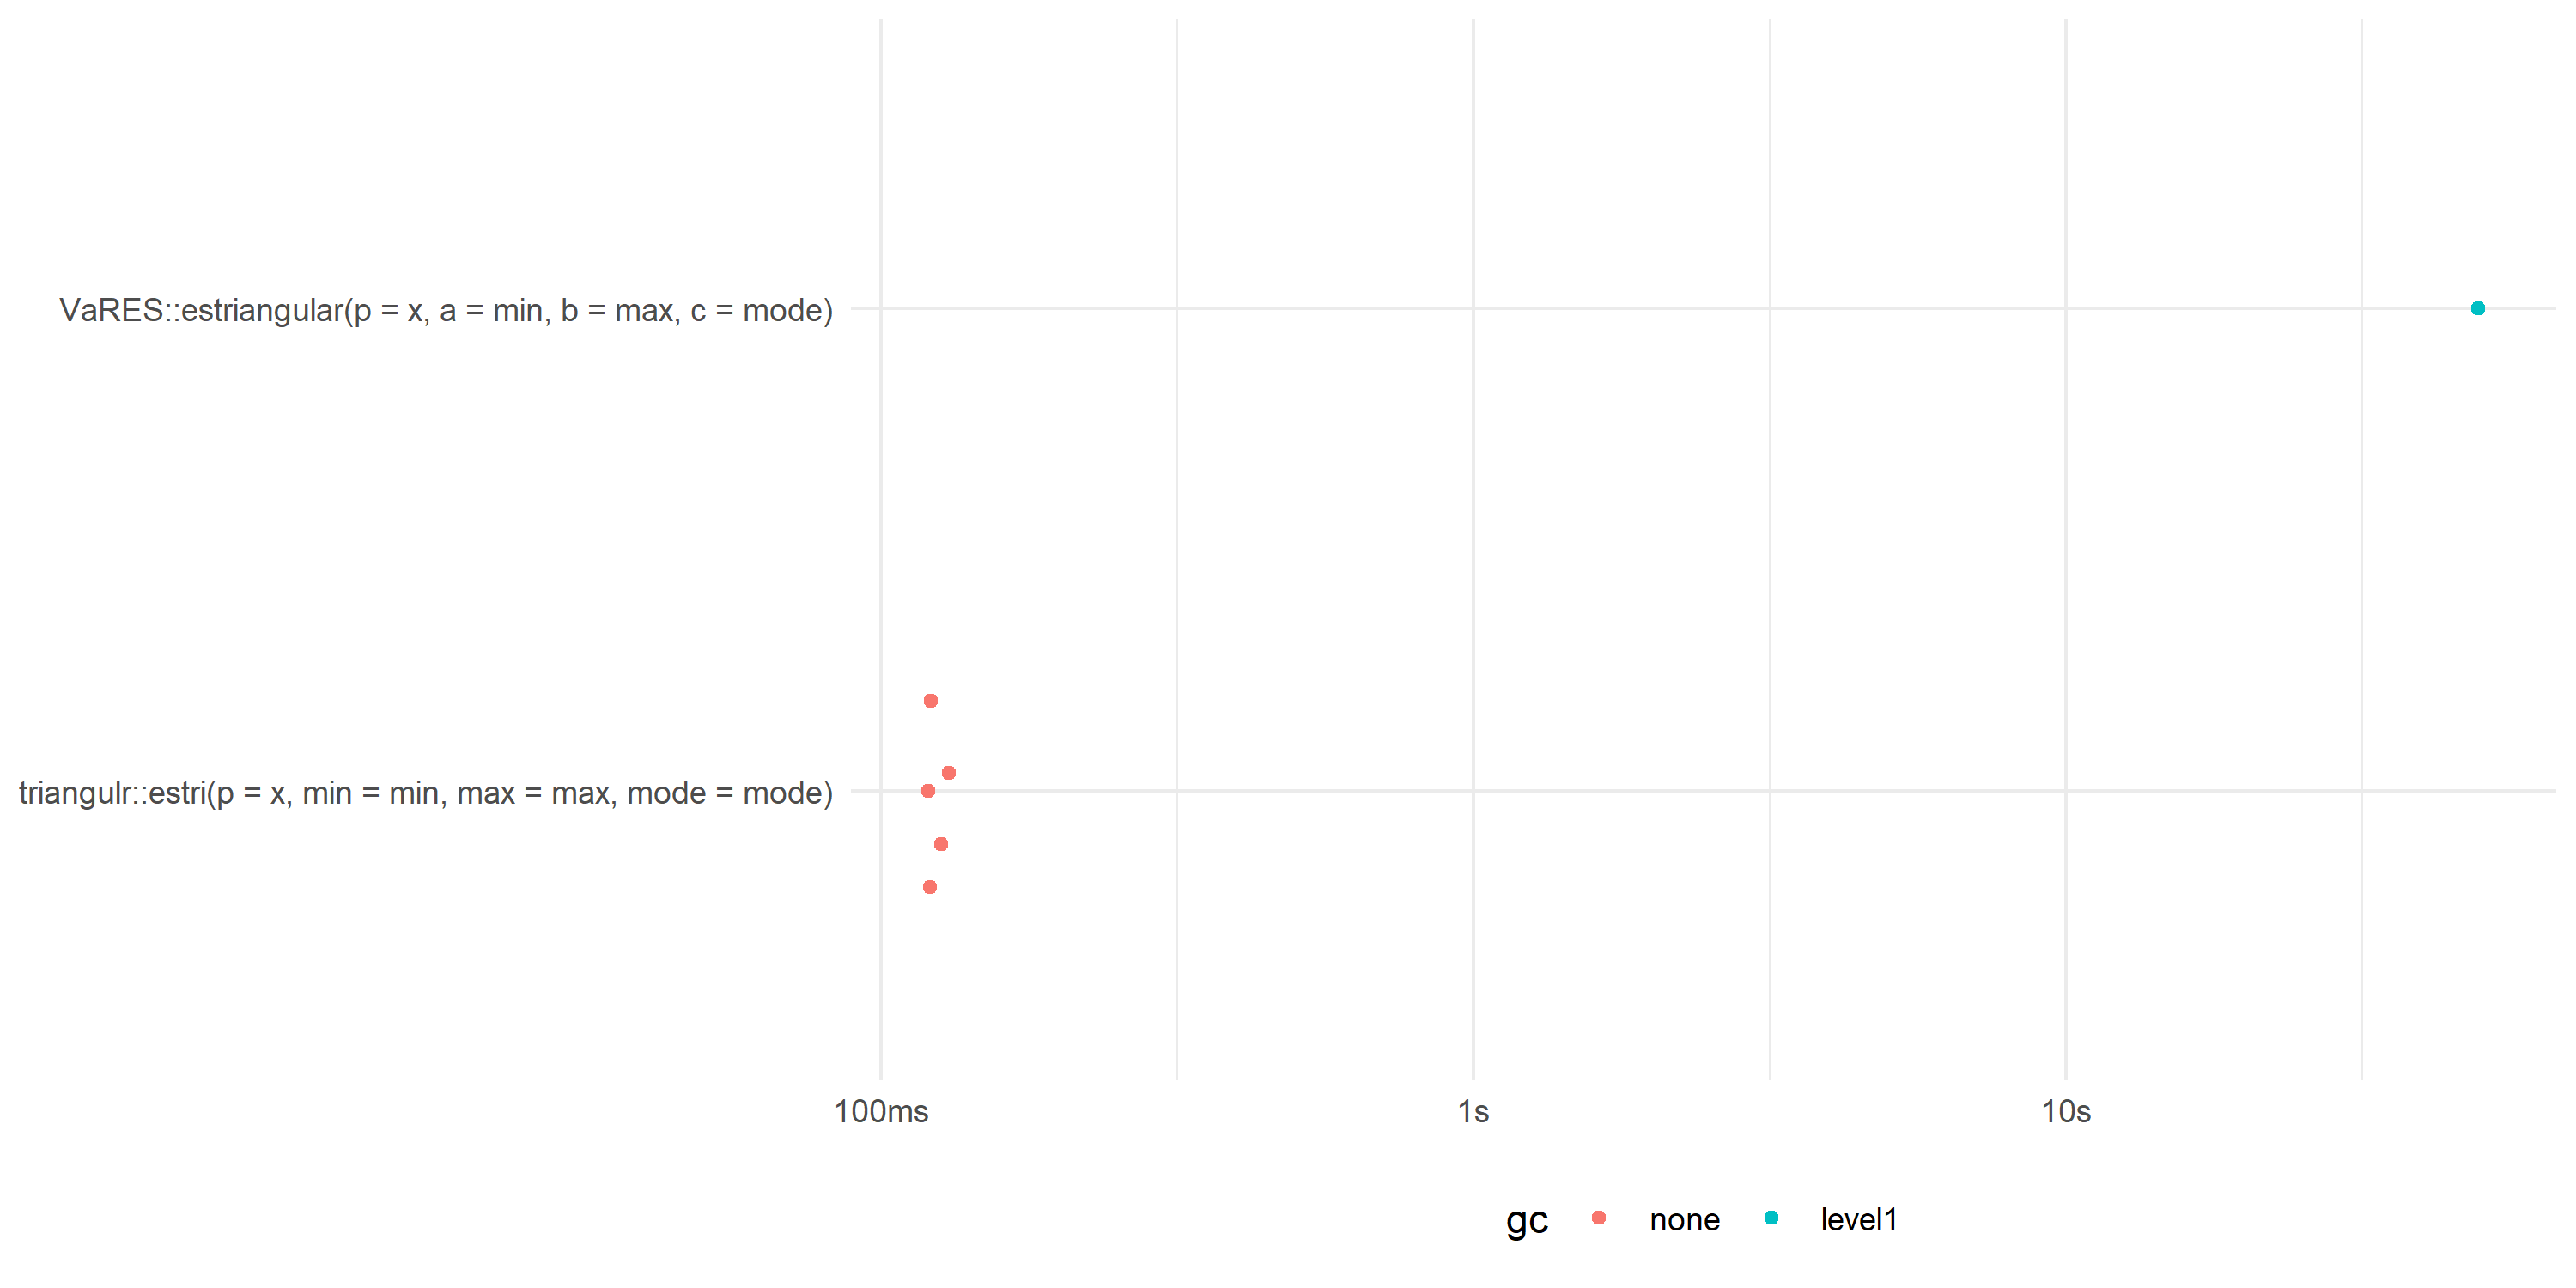 VaRES::estriangular(p = x, a = min, b = max, c = mode)
triangulr::estri(p = x, min = min, max = max, mode = mode)
100ms 1s 10s
gc none level1